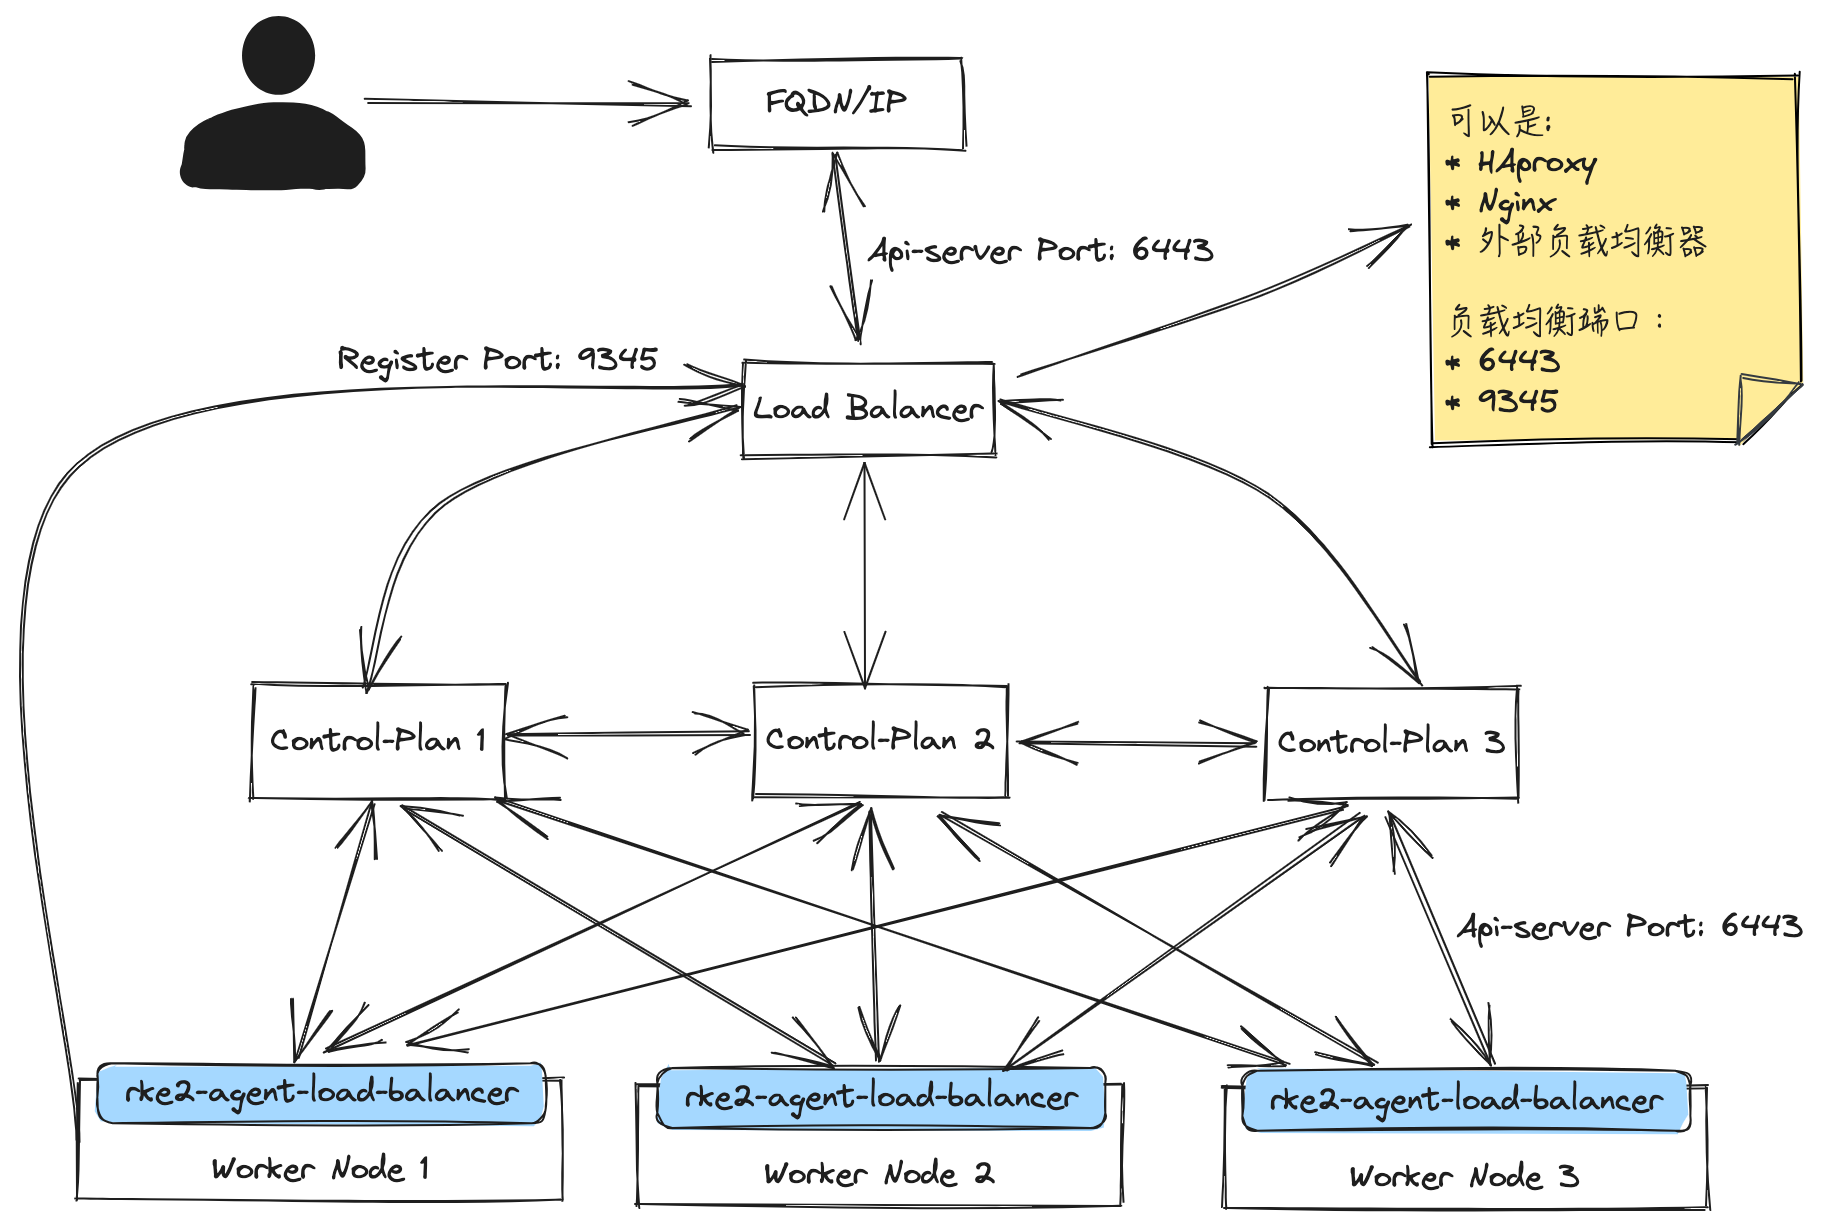 FQDN/IP
可以是:
* HAproxy
* Nginx
* 外部负载均衡器
负载均衡端口：
* 6443
* 9345
Api-server Port: 6443
Register Port: 9345
Load Balancer
Control-Plan 1
Control-Plan 2
Control-Plan 3
Api-server Port: 6443
rke2-agent-load-balancer
Worker Node 1
rke2-agent-load-balancer
Worker Node 2
rke2-agent-load-balancer
Worker Node 3